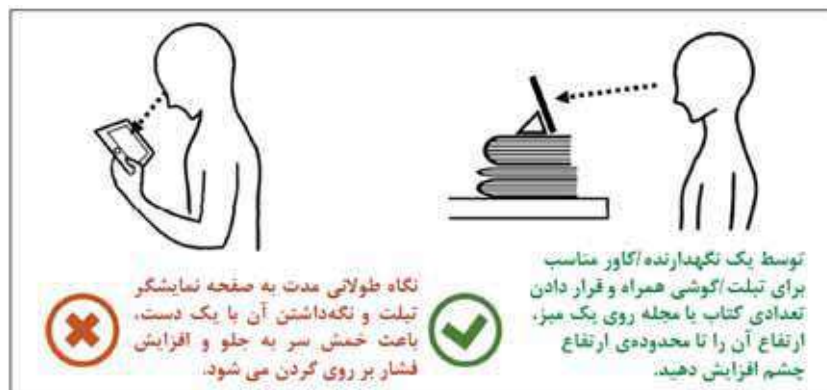 توسط یک نگهدارنده/کاور مناسب
برای تبلت/گوشی همراه و قرار دادن
تعدادی کتاب یا مجله روی یک میز،
ارتفاع آن را تا محدوده‌ی ارتفاع
چشم افزایش دهید.
نگاه طولانی مدت به صفحه نمایشگر
تبلت و نگه‌داشتن آن با یک دست،
باعث خمش سر به جلو و افزایش
فشار بر روی گردن می شود.